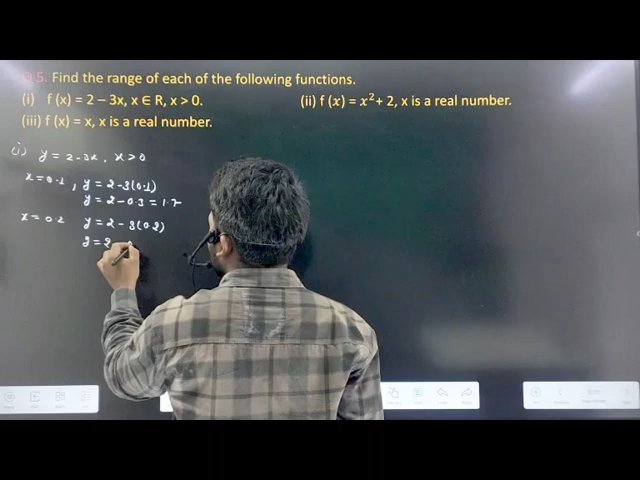 Q 5. Find the range of each of the following functions.
(i) f (x) = 2 – 3x, x ∈ R, x > 0.
(ii) f (x) = x²+ 2, x is a real number.
(iii) f (x) = x, x is a real number.
(i) y = 2-3x, x>0
x=0.1, y = 2-3(0.1)
y = 2-0.3 = 1.7
x=0.2 y = 2-3(0.2)
y=2